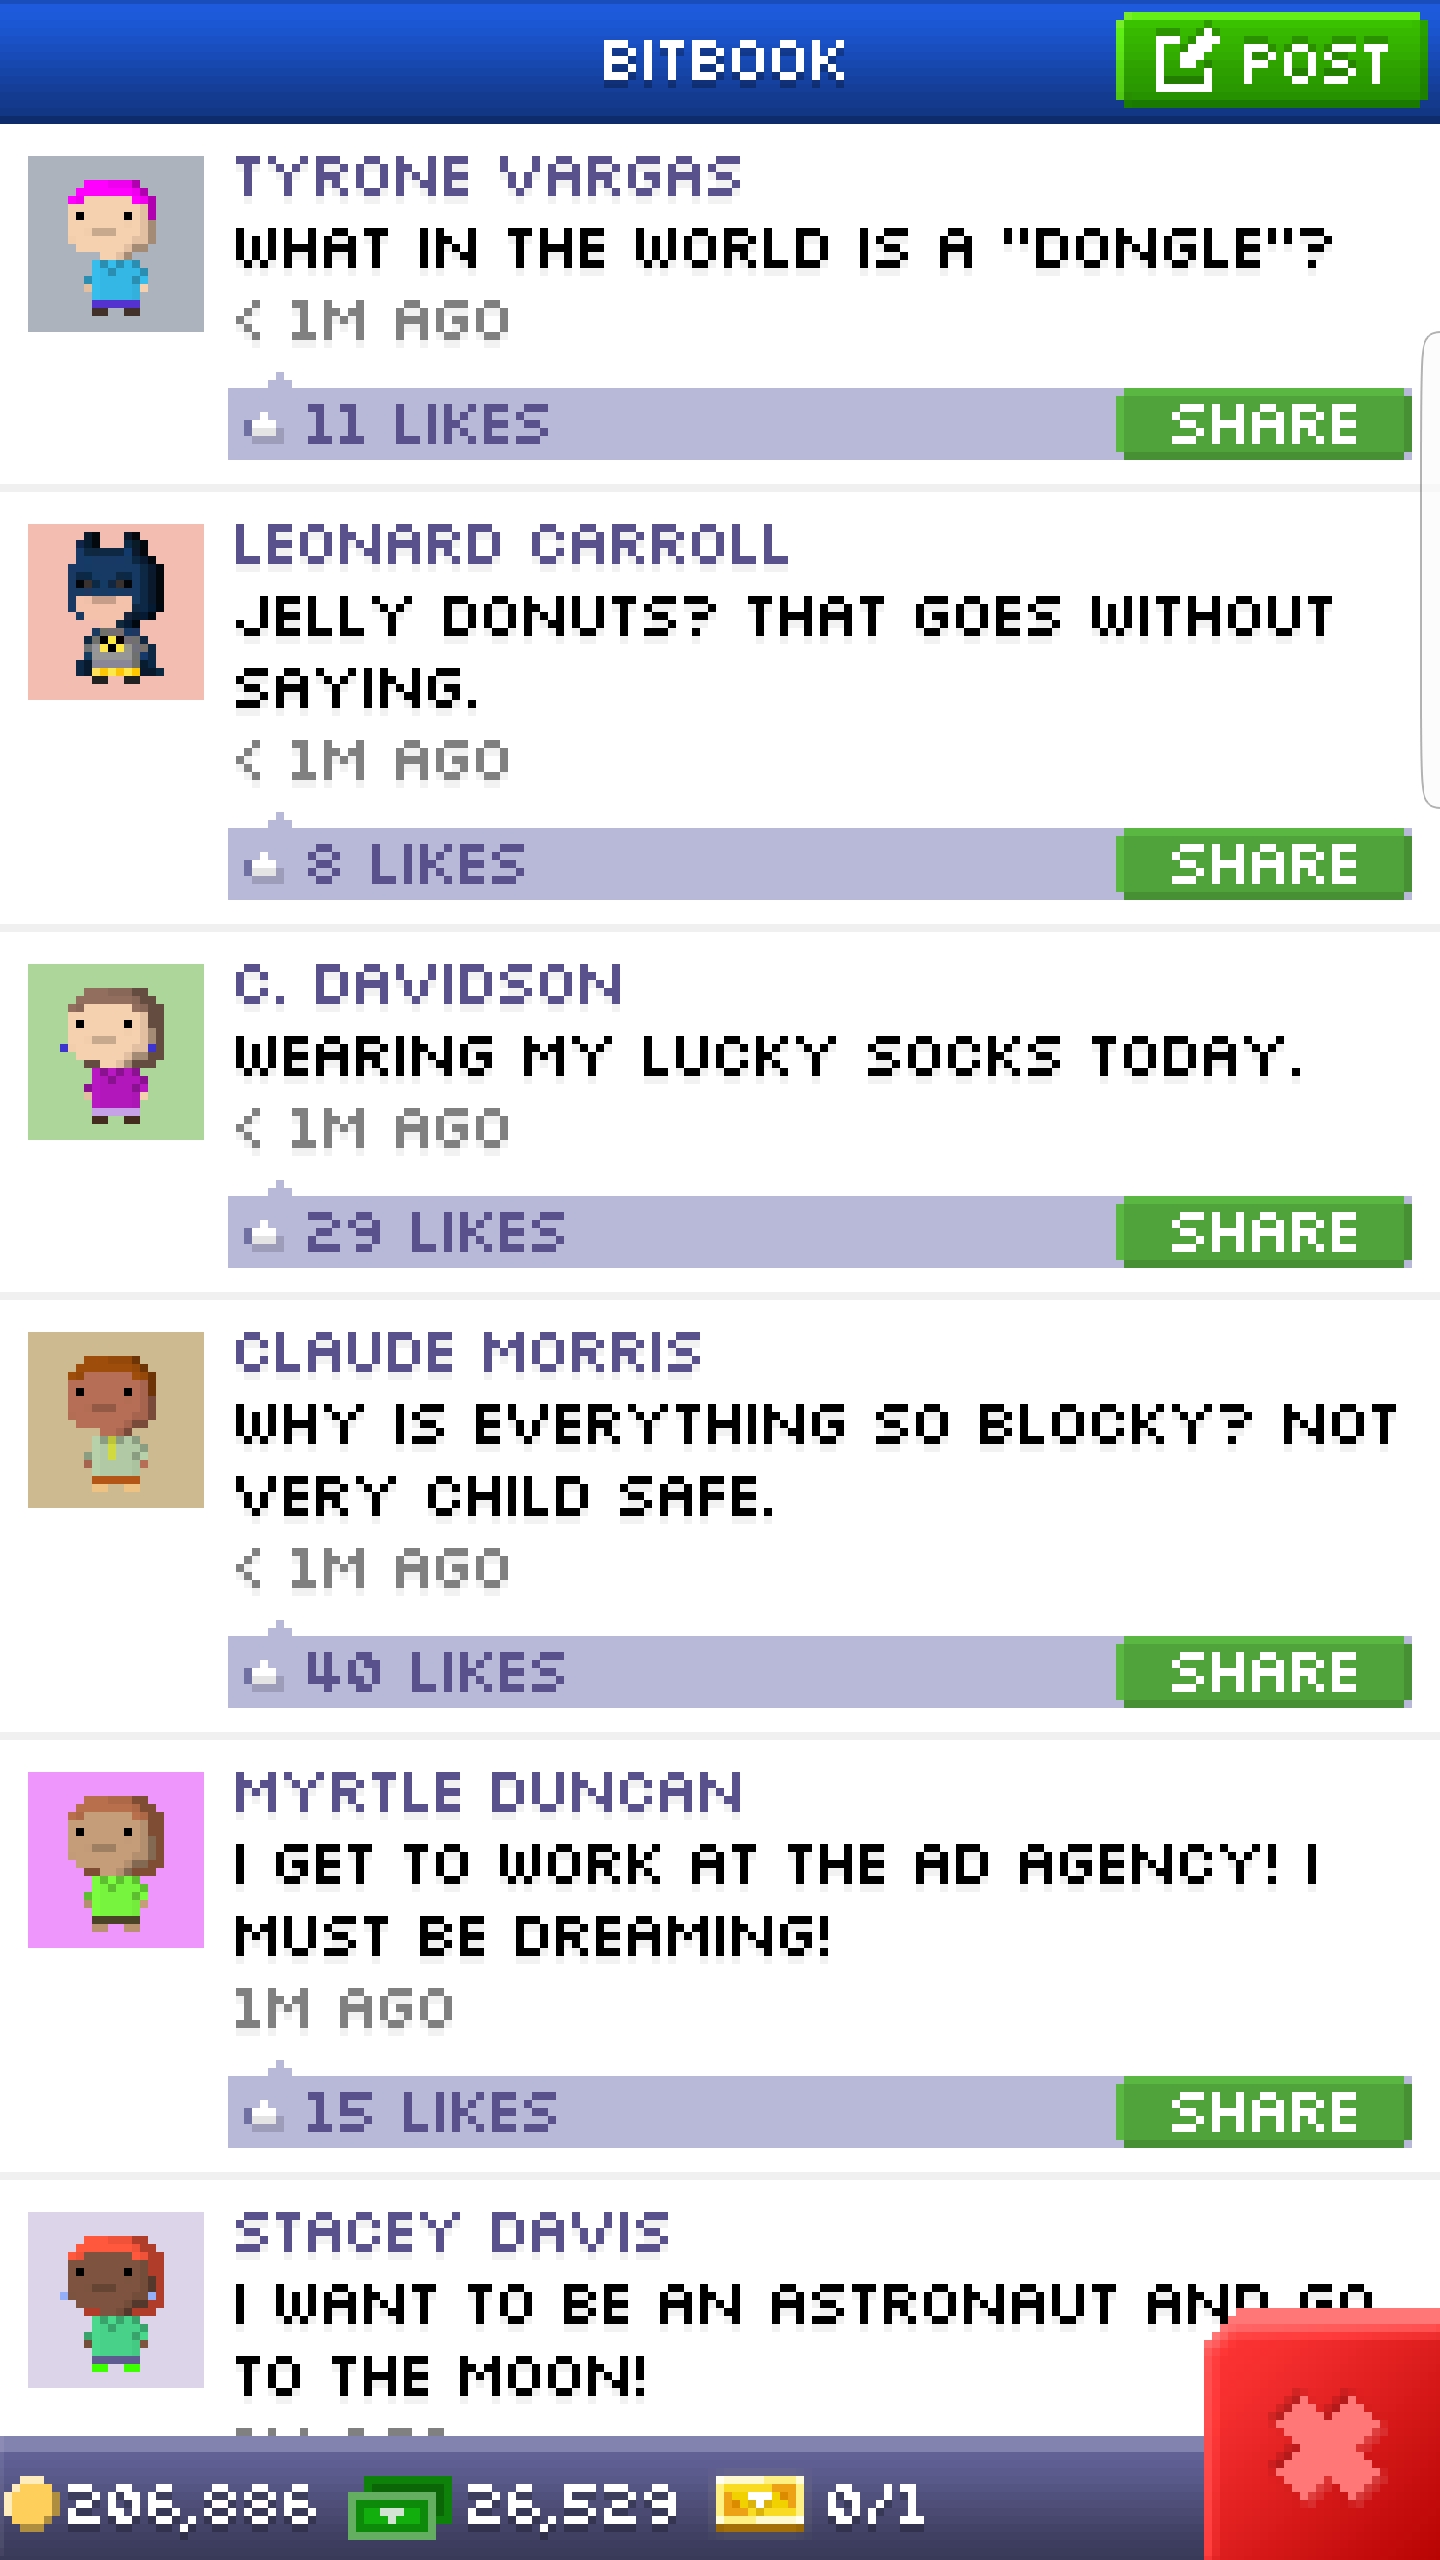 BITBOOK
POST
TYRONE VARGAS
WHAT IN THE WORLD IS A "DONGLE"?
< 1M AGO
11 LIKES
SHARE
LEONARD CARROLL
JELLY DONUTS? THAT GOES WITHOUT
SAYING.
< 1M AGO
8 LIKES
SHARE
C. DAVIDSON
WEARING MY LUCKY SOCKS TODAY.
< 1M AGO
29 LIKES
SHARE
CLAUDE MORRIS
WHY IS EVERYTHING SO BLOCKY? NOT
VERY CHILD SAFE.
< 1M AGO
40 LIKES
SHARE
MYRTLE DUNCAN
I GET TO WORK AT THE AD AGENCY! I
MUST BE DREAMING!
1M AGO
15 LIKES
SHARE
STACEY DAVIS
I WANT TO BE AN ASTRONAUT AND GO
TO THE MOON!
206,886
26,529
0/1